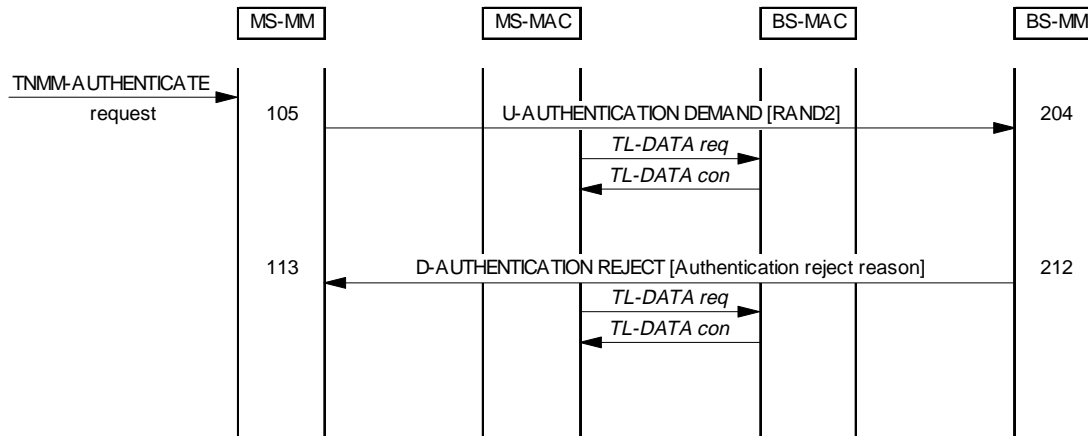 MS-MM MS-MAC BS-MAC BS-MM
TNMM-AUTHENTICATE
request
105 U-AUTHENTICATION DEMAND [RAND2] 204
TL-DATA req
TL-DATA con
113 D-AUTHENTICATION REJECT [Authentication reject reason] 212
TL-DATA req
TL-DATA con